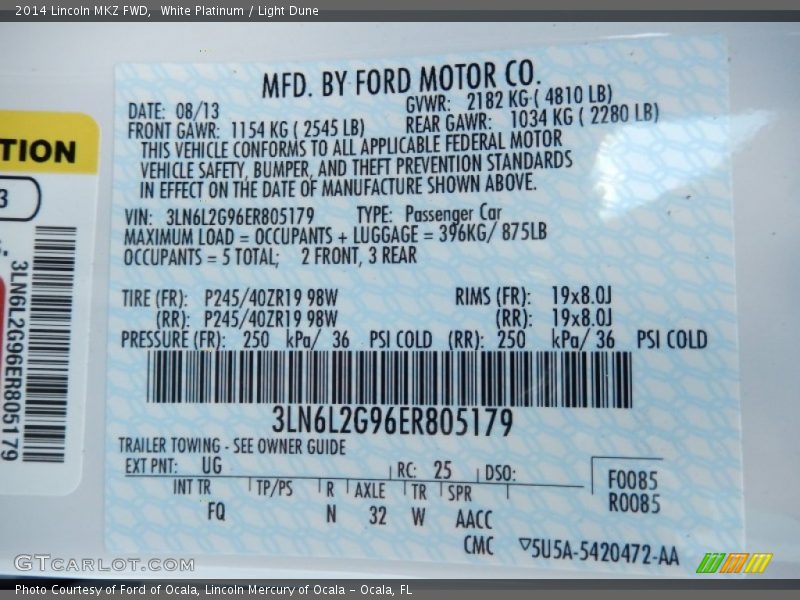 2014 Lincoln MKZ FWD, White Platinum / Light Dune
TION
3
3LN6L2G96ER805179
MFD. BY FORD MOTOR CO.
DATE: 08/13 GVWR: 2182 KG ( 4810 LB)
FRONT GAWR: 1154 KG ( 2545 LB) REAR GAWR: 1034 KG ( 2280 LB)
THIS VEHICLE CONFORMS TO ALL APPLICABLE FEDERAL MOTOR
VEHICLE SAFETY, BUMPER, AND THEFT PREVENTION STANDARDS
IN EFFECT ON THE DATE OF MANUFACTURE SHOWN ABOVE.
VIN: 3LN6L2G96ER805179 TYPE: Passenger Car
MAXIMUM LOAD = OCCUPANTS + LUGGAGE = 396KG/ 875LB
OCCUPANTS = 5 TOTAL; 2 FRONT, 3 REAR
TIRE (FR): P245/40ZR19 98W RIMS (FR): 19x8.0J
(RR): P245/40ZR19 98W (RR): 19x8.0J
PRESSURE (FR): 250 kPa/ 36 PSI COLD (RR): 250 kPa/ 36 PSI COLD
3LN6L2G96ER805179
TRAILER TOWING - SEE OWNER GUIDE
EXT PNT: UG RC: 25 DSO:
INT TR TP/PS R AXLE TR SPR
FQ N 32 W AACC
CMC
F0085
R0085
▽5U5A-5420472-AA
GTCarlot.com
Photo Courtesy of Ford of Ocala, Lincoln Mercury of Ocala - Ocala, FL